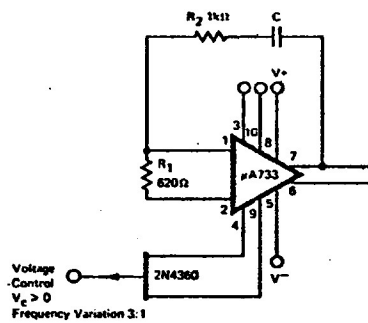 R2 1kΩ
C
V+
3
10
8
1
7
R1
620Ω
μA733
6
2
5
4
9
2N4360
V−
Voltage
-Control
Vc > 0
Frequency Variation 3:1